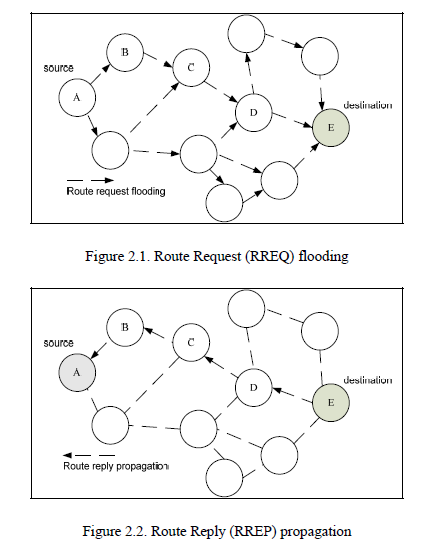 source
A
B
C
D
destination
E
Route request flooding
Figure 2.1. Route Request (RREQ) flooding
source
A
B
C
D
destination
E
Route reply propagation
Figure 2.2. Route Reply (RREP) propagation